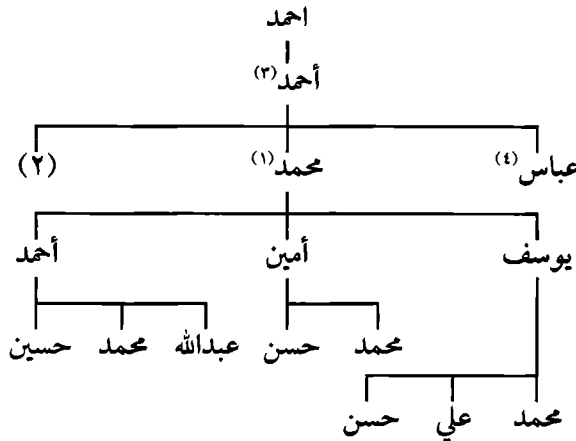 احمد
أحمد (٣)
عباس (٤) محمد (١) (٢)
يوسف أمين أحمد
محمد حسن عبدالله محمد حسين
محمد علي حسن